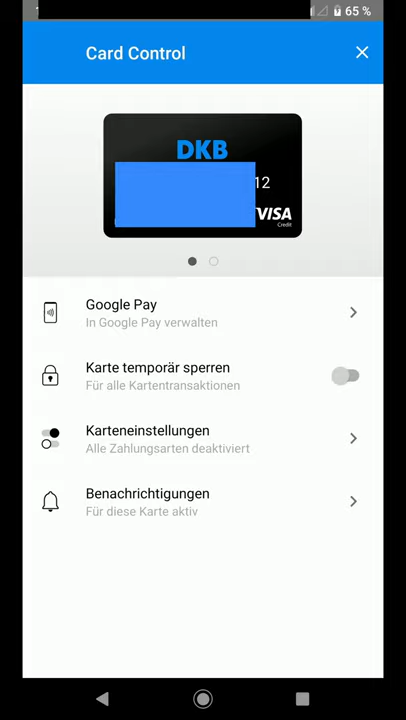 65 %
Card Control
DKB
12
VISA
Credit
Google Pay
In Google Pay verwalten
Karte temporär sperren
Für alle Kartentransaktionen
Karteneinstellungen
Alle Zahlungsarten deaktiviert
Benachrichtigungen
Für diese Karte aktiv